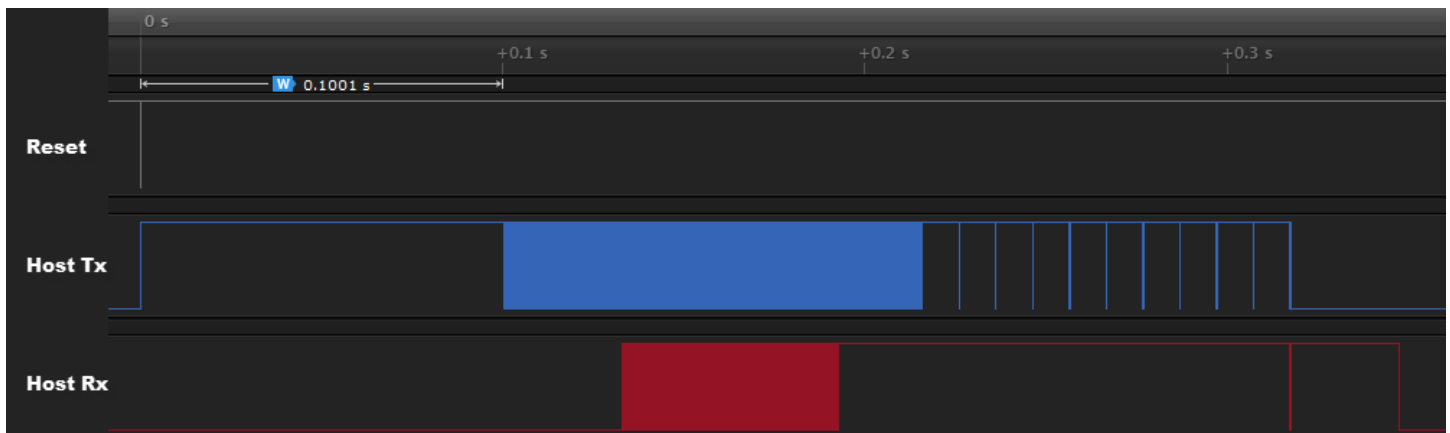 0 s
+0.1 s
+0.2 s
+0.3 s
W 0.1001 s
Reset
Host Tx
Host Rx